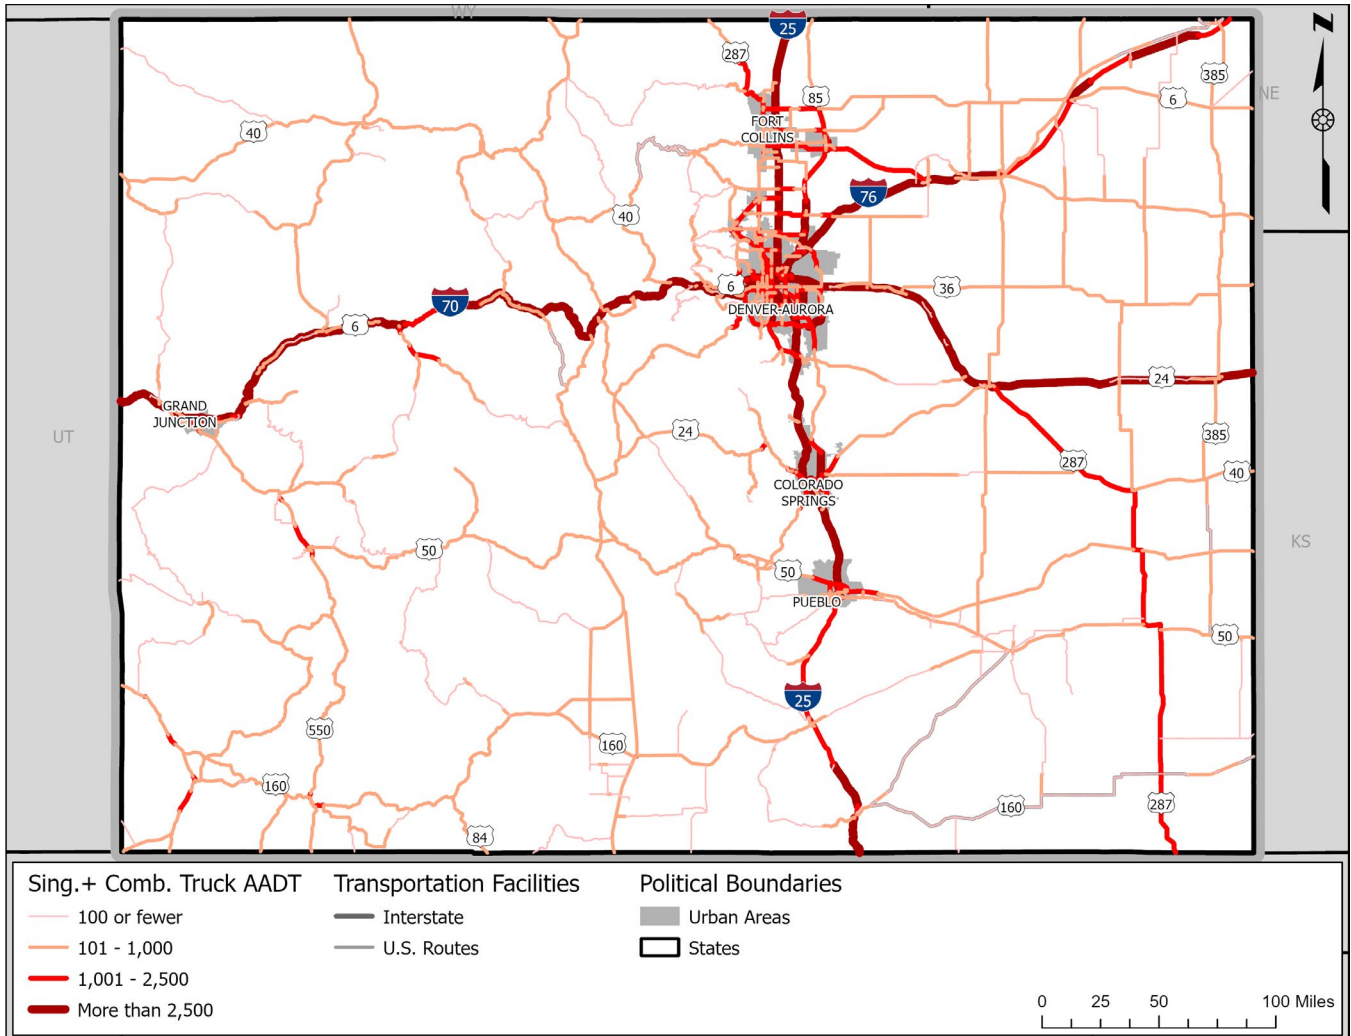 WY
25
287
385
NE
85
6
N
FORT
COLLINS
40
76
40
6
36
70
DENVER-AURORA
6
24
GRAND
JUNCTION
UT
24
385
287
40
COLORADO
SPRINGS
KS
50
50
PUEBLO
50
25
550
160
160
160
287
84
Sing.+ Comb. Truck AADT
100 or fewer
101 - 1,000
1,001 - 2,500
More than 2,500
Transportation Facilities
Interstate
U.S. Routes
Political Boundaries
Urban Areas
States
0 25 50 100 Miles